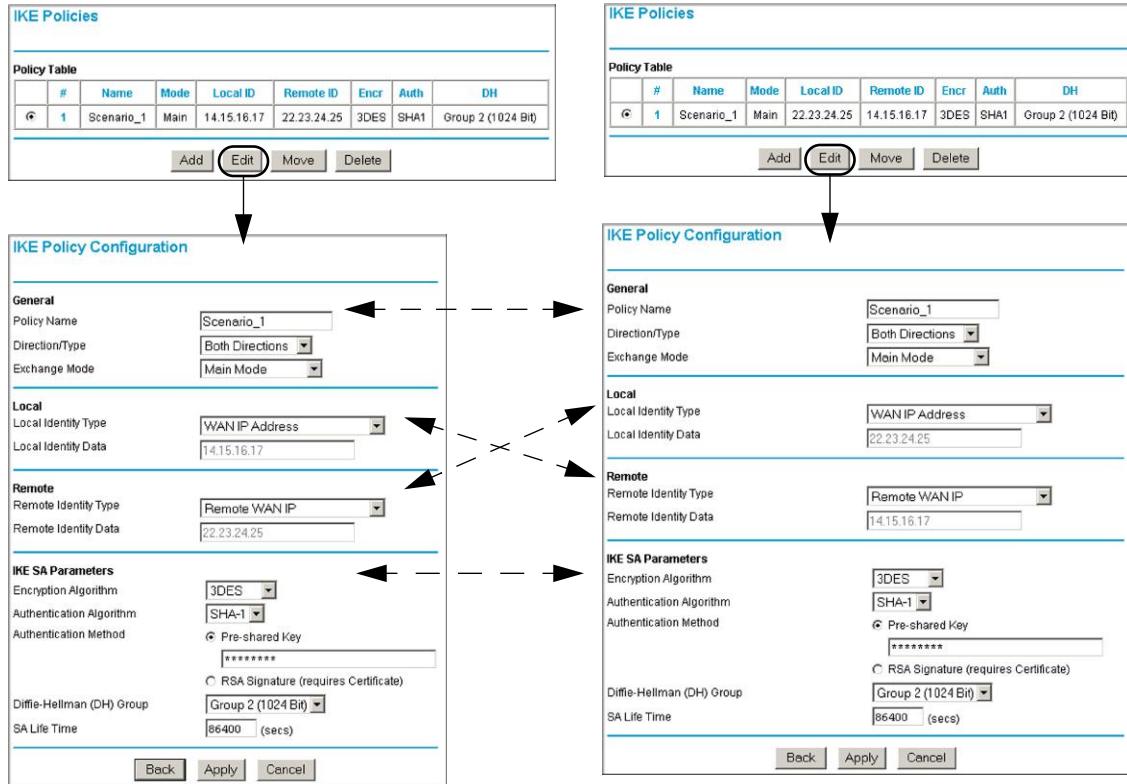 IKE Policies
Policy Table
# Name Mode Local ID Remote ID Encr Auth DH
1 Scenario_1 Main 14.15.16.17 22.23.24.25 3DES SHA1 Group 2 (1024 Bit)
Add Edit Move Delete
IKE Policy Configuration
General
Policy Name Scenario_1
Direction/Type Both Directions
Exchange Mode Main Mode
Local
Local Identity Type WAN IP Address
Local Identity Data 14.15.16.17
Remote
Remote Identity Type Remote WAN IP
Remote Identity Data 22.23.24.25
IKE SA Parameters
Encryption Algorithm 3DES
Authentication Algorithm SHA-1
Authentication Method Pre-shared Key
********
RSA Signature (requires Certificate)
Diffie-Hellman (DH) Group Group 2 (1024 Bit)
SA Life Time 86400 (secs)
Back Apply Cancel
IKE Policies
Policy Table
# Name Mode Local ID Remote ID Encr Auth DH
1 Scenario_1 Main 22.23.24.25 14.15.16.17 3DES SHA1 Group 2 (1024 Bit)
Add Edit Move Delete
IKE Policy Configuration
General
Policy Name Scenario_1
Direction/Type Both Directions
Exchange Mode Main Mode
Local
Local Identity Type WAN IP Address
Local Identity Data 22.23.24.25
Remote
Remote Identity Type Remote WAN IP
Remote Identity Data 14.15.16.17
IKE SA Parameters
Encryption Algorithm 3DES
Authentication Algorithm SHA-1
Authentication Method Pre-shared Key
********
RSA Signature (requires Certificate)
Diffie-Hellman (DH) Group Group 2 (1024 Bit)
SA Life Time 86400 (secs)
Back Apply Cancel